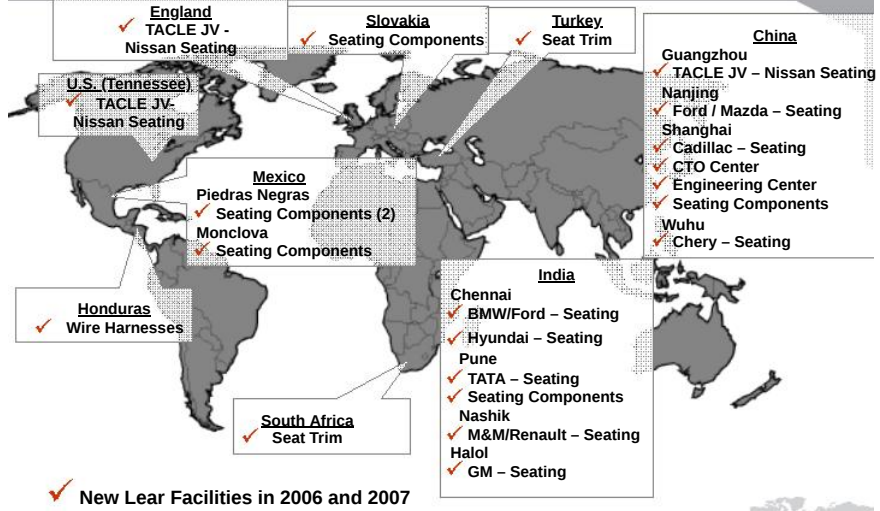 England
TACLE JV -
Nissan Seating
Slovakia
Seating Components
Turkey
Seat Trim
China
Guangzhou
TACLE JV – Nissan Seating
Nanjing
Ford / Mazda – Seating
Shanghai
Cadillac – Seating
CTO Center
Engineering Center
Seating Components
Wuhu
Chery – Seating
U.S. (Tennessee)
TACLE JV-
Nissan Seating
Mexico
Piedras Negras
Seating Components (2)
Monclova
Seating Components
Honduras
Wire Harnesses
India
Chennai
BMW/Ford – Seating
Hyundai – Seating
Pune
TATA – Seating
Seating Components
Nashik
M&M/Renault – Seating
Halol
GM – Seating
South Africa
Seat Trim
New Lear Facilities in 2006 and 2007